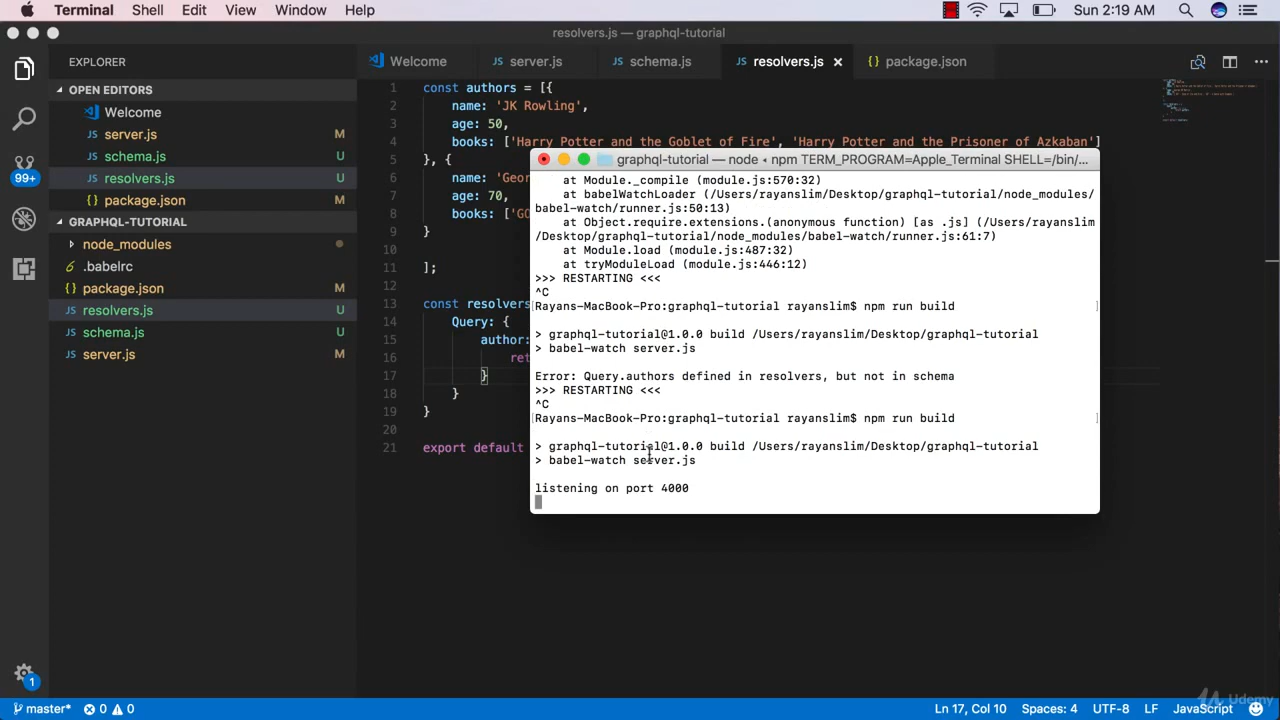 Terminal Shell Edit View Window Help Sun 2:19 AM
resolvers.js — graphql-tutorial
EXPLORER
OPEN EDITORS
Welcome
JS server.js M
JS schema.js U
JS resolvers.js U
{} package.json M
99+
GRAPHQL-TUTORIAL
node_modules
.babelrc
{} package.json M
JS resolvers.js U
JS schema.js U
JS server.js M
Welcome JS server.js JS schema.js JS resolvers.js × {} package.json
1 const authors = [{
2 name: 'JK Rowling',
3 age: 50,
4 books: ['Harry Potter and the Goblet of Fire', 'Harry Potter and the Prisoner of Azkaban']
5 }, {
6 name: 'Geor
7 age: 70,
8 books: ['GO
9 }
10
11 ];
12
13 const resolvers
14 Query: {
15 author:
16 ret
17 }
18 }
19 }
20
21 export default
graphql-tutorial — node ◂ npm TERM_PROGRAM=Apple_Terminal SHELL=/bin/...
at Module._compile (module.js:570:32)
at babelWatchLoader (/Users/rayanslim/Desktop/graphql-tutorial/node_modules/
babel-watch/runner.js:50:13)
at Object.require.extensions.(anonymous function) [as .js] (/Users/rayanslim
/Desktop/graphql-tutorial/node_modules/babel-watch/runner.js:61:7)
at Module.load (module.js:487:32)
at tryModuleLoad (module.js:446:12)
>>> RESTARTING <<<
^C
[Rayans-MacBook-Pro:graphql-tutorial rayanslim$ npm run build ]
> graphql-tutorial@1.0.0 build /Users/rayanslim/Desktop/graphql-tutorial
> babel-watch server.js
Error: Query.authors defined in resolvers, but not in schema
>>> RESTARTING <<<
^C
[Rayans-MacBook-Pro:graphql-tutorial rayanslim$ npm run build ]
> graphql-tutorial@1.0.0 build /Users/rayanslim/Desktop/graphql-tutorial
> babel-watch server.js
listening on port 4000
1
master* 0 0 Ln 17, Col 10 Spaces: 4 UTF-8 LF JavaScript
Udemy